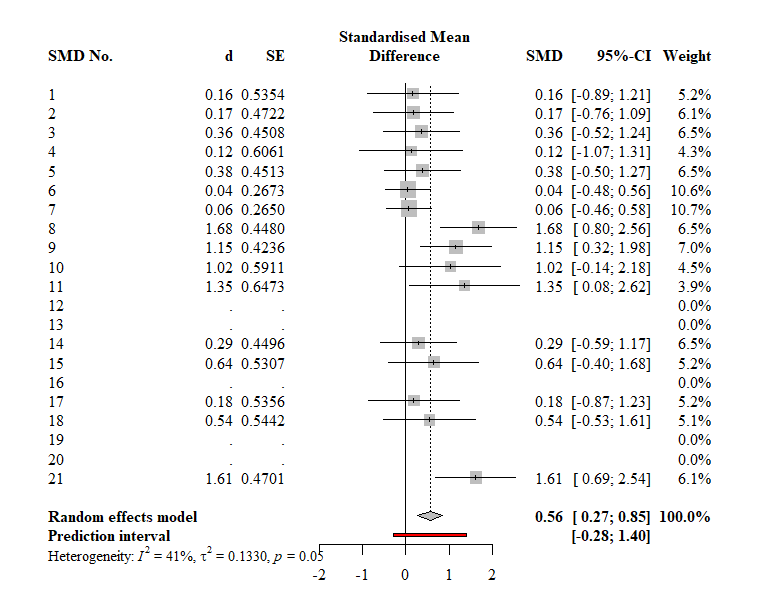 Standardised Mean
SMD No. d SE Difference SMD 95%-CI Weight
1 0.16 0.5354 0.16 [-0.89; 1.21] 5.2%
2 0.17 0.4722 0.17 [-0.76; 1.09] 6.1%
3 0.36 0.4508 0.36 [-0.52; 1.24] 6.5%
4 0.12 0.6061 0.12 [-1.07; 1.31] 4.3%
5 0.38 0.4513 0.38 [-0.50; 1.27] 6.5%
6 0.04 0.2673 0.04 [-0.48; 0.56] 10.6%
7 0.06 0.2650 0.06 [-0.46; 0.58] 10.7%
8 1.68 0.4480 1.68 [ 0.80; 2.56] 6.5%
9 1.15 0.4236 1.15 [ 0.32; 1.98] 7.0%
10 1.02 0.5911 1.02 [-0.14; 2.18] 4.5%
11 1.35 0.6473 1.35 [ 0.08; 2.62] 3.9%
12 . . 0.0%
13 . . 0.0%
14 0.29 0.4496 0.29 [-0.59; 1.17] 6.5%
15 0.64 0.5307 0.64 [-0.40; 1.68] 5.2%
16 . . 0.0%
17 0.18 0.5356 0.18 [-0.87; 1.23] 5.2%
18 0.54 0.5442 0.54 [-0.53; 1.61] 5.1%
19 . . 0.0%
20 . . 0.0%
21 1.61 0.4701 1.61 [ 0.69; 2.54] 6.1%
Random effects model 0.56 [ 0.27; 0.85] 100.0%
Prediction interval [-0.28; 1.40]
Heterogeneity: I² = 41%, τ² = 0.1330, p = 0.05
-2 -1 0 1 2